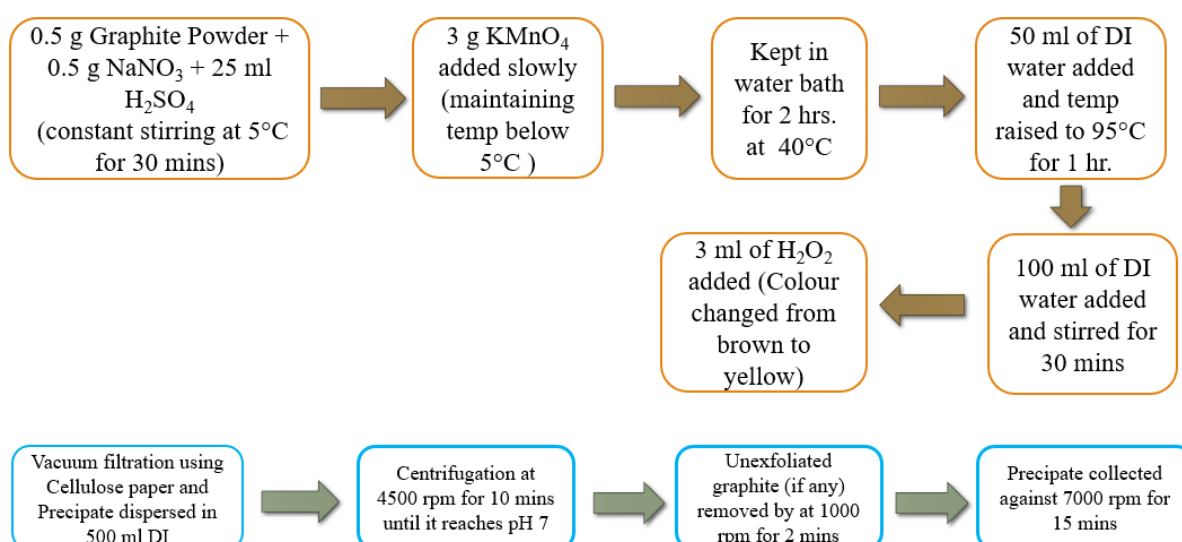 0.5 g Graphite Powder +
0.5 g NaNO₃ + 25 ml
H₂SO₄
(constant stirring at 5°C
for 30 mins)
3 g KMnO₄
added slowly
(maintaining
temp below
5°C )
Kept in
water bath
for 2 hrs.
at 40°C
50 ml of DI
water added
and temp
raised to 95°C
for 1 hr.
100 ml of DI
water added
and stirred for
30 mins
3 ml of H₂O₂
added (Colour
changed from
brown to
yellow)
Vacuum filtration using
Cellulose paper and
Precipate dispersed in
500 ml DI
Centrifugation at
4500 rpm for 10 mins
until it reaches pH 7
Unexfoliated
graphite (if any)
removed by at 1000
rpm for 2 mins
Precipate collected
against 7000 rpm for
15 mins